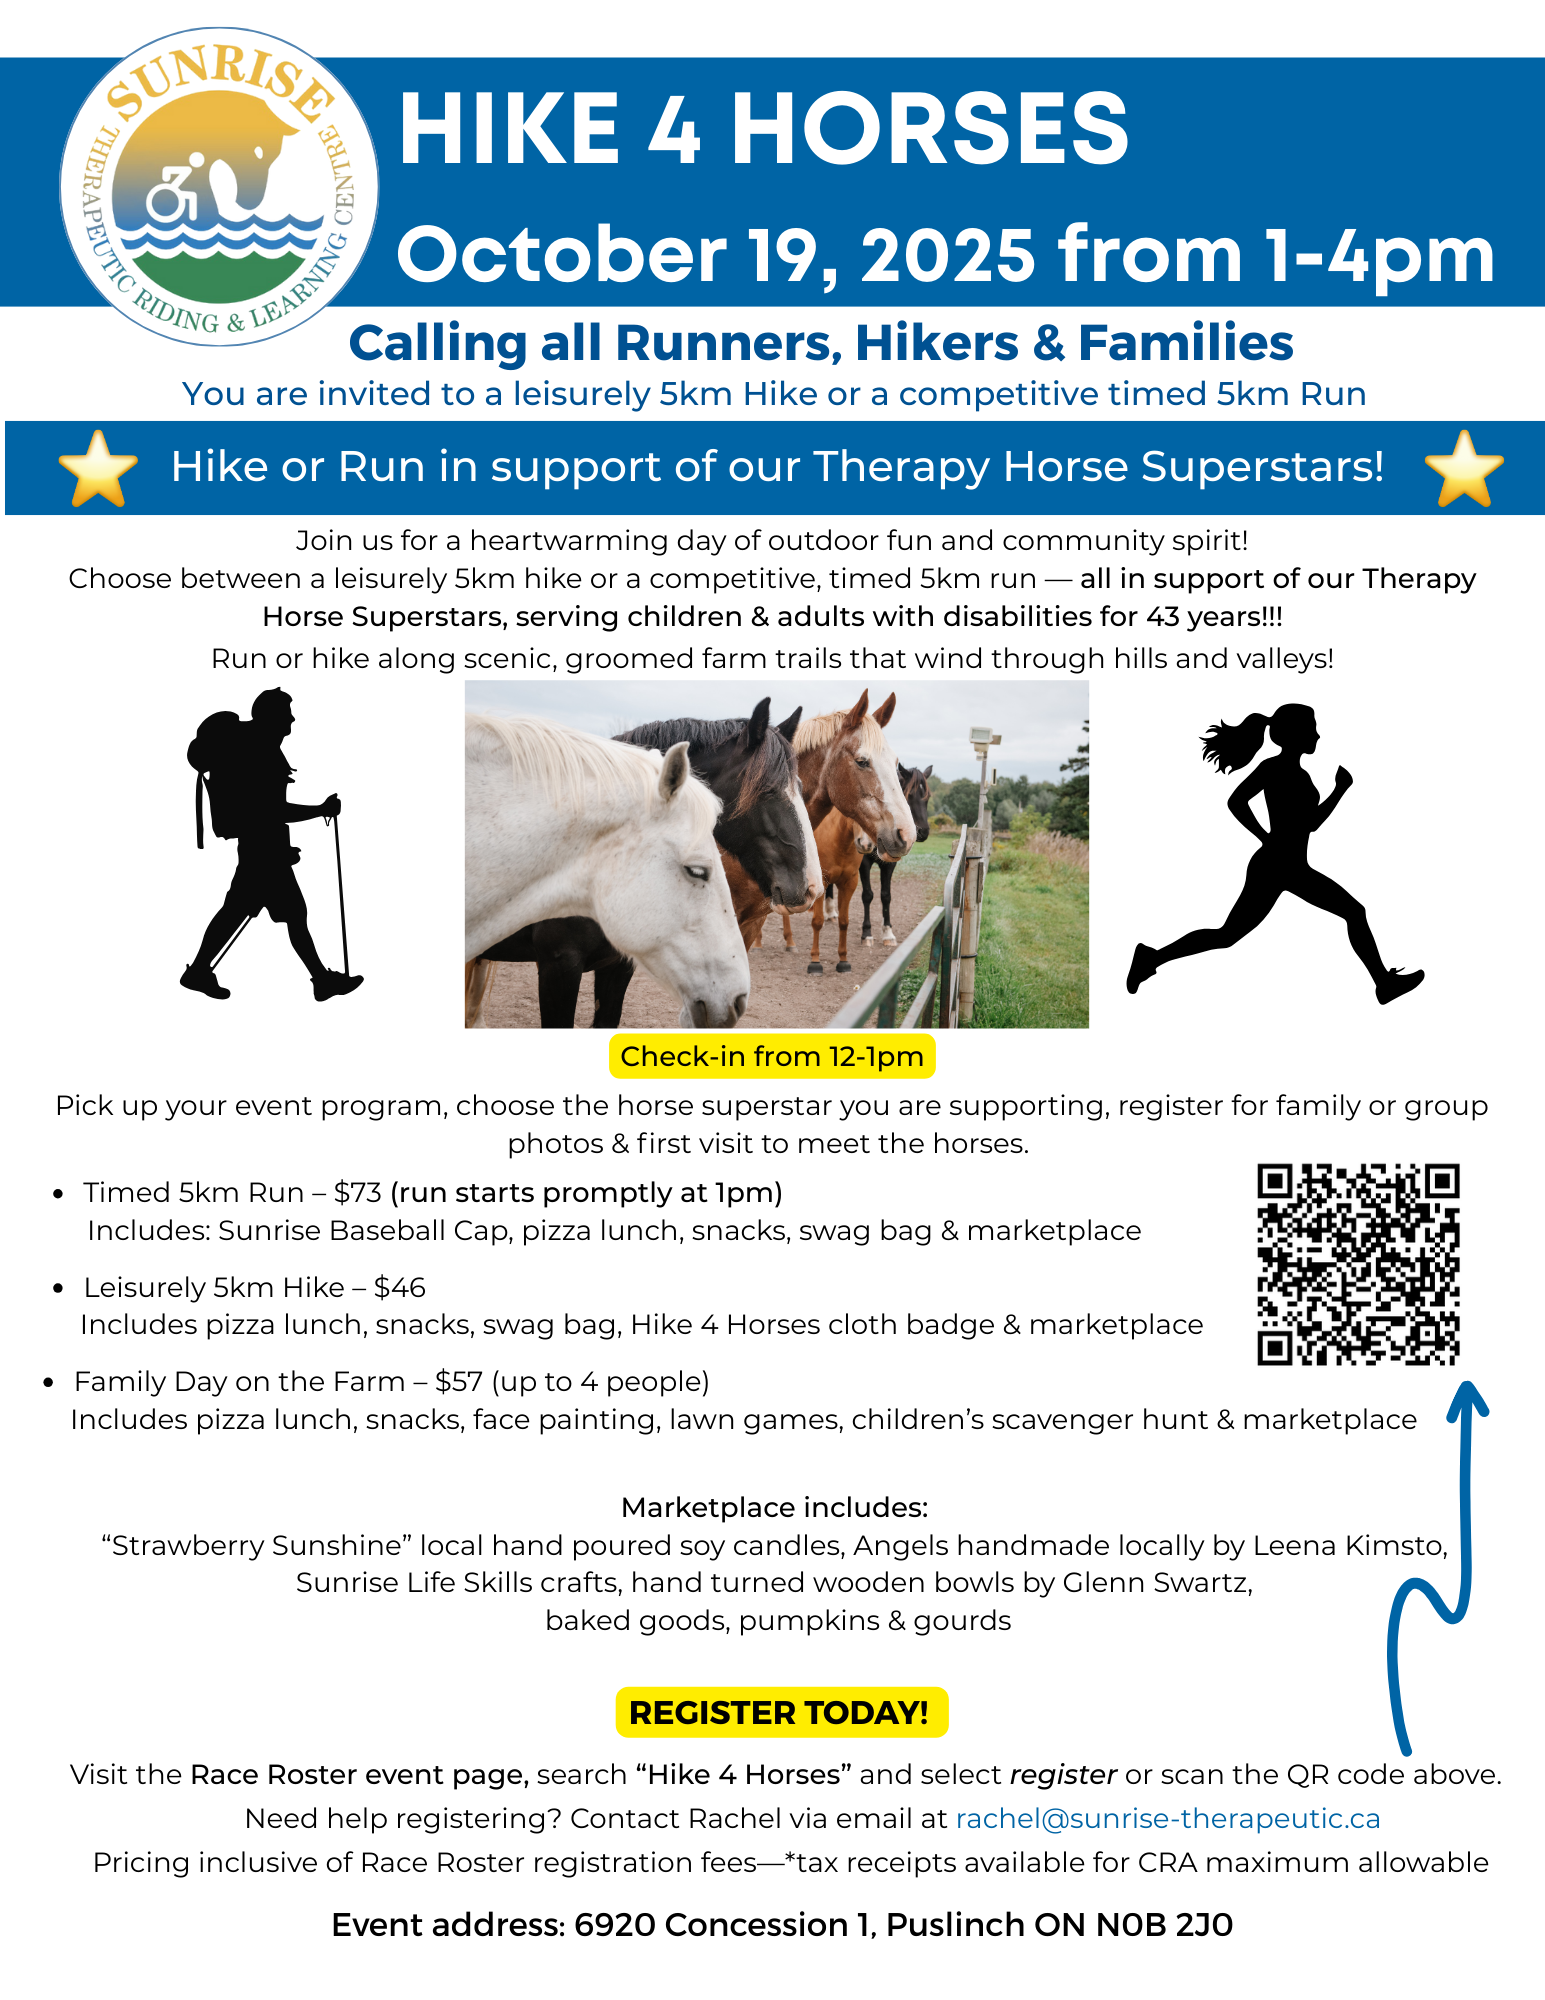 SUNRISE
THERAPEUTIC RIDING & LEARNING CENTRE
HIKE 4 HORSES
October 19, 2025 from 1-4pm
Calling all Runners, Hikers & Families
You are invited to a leisurely 5km Hike or a competitive timed 5km Run
Hike or Run in support of our Therapy Horse Superstars!
Join us for a heartwarming day of outdoor fun and community spirit!
Choose between a leisurely 5km hike or a competitive, timed 5km run — all in support of our Therapy
Horse Superstars, serving children & adults with disabilities for 43 years!!!
Run or hike along scenic, groomed farm trails that wind through hills and valleys!
Check-in from 12-1pm
Pick up your event program, choose the horse superstar you are supporting, register for family or group
photos & first visit to meet the horses.
• Timed 5km Run – $73 (run starts promptly at 1pm)
Includes: Sunrise Baseball Cap, pizza lunch, snacks, swag bag & marketplace
• Leisurely 5km Hike – $46
Includes pizza lunch, snacks, swag bag, Hike 4 Horses cloth badge & marketplace
• Family Day on the Farm – $57 (up to 4 people)
Includes pizza lunch, snacks, face painting, lawn games, children’s scavenger hunt & marketplace
Marketplace includes:
“Strawberry Sunshine” local hand poured soy candles, Angels handmade locally by Leena Kimsto,
Sunrise Life Skills crafts, hand turned wooden bowls by Glenn Swartz,
baked goods, pumpkins & gourds
REGISTER TODAY!
Visit the Race Roster event page, search “Hike 4 Horses” and select register or scan the QR code above.
Need help registering? Contact Rachel via email at rachel@sunrise-therapeutic.ca
Pricing inclusive of Race Roster registration fees—*tax receipts available for CRA maximum allowable
Event address: 6920 Concession 1, Puslinch ON N0B 2J0